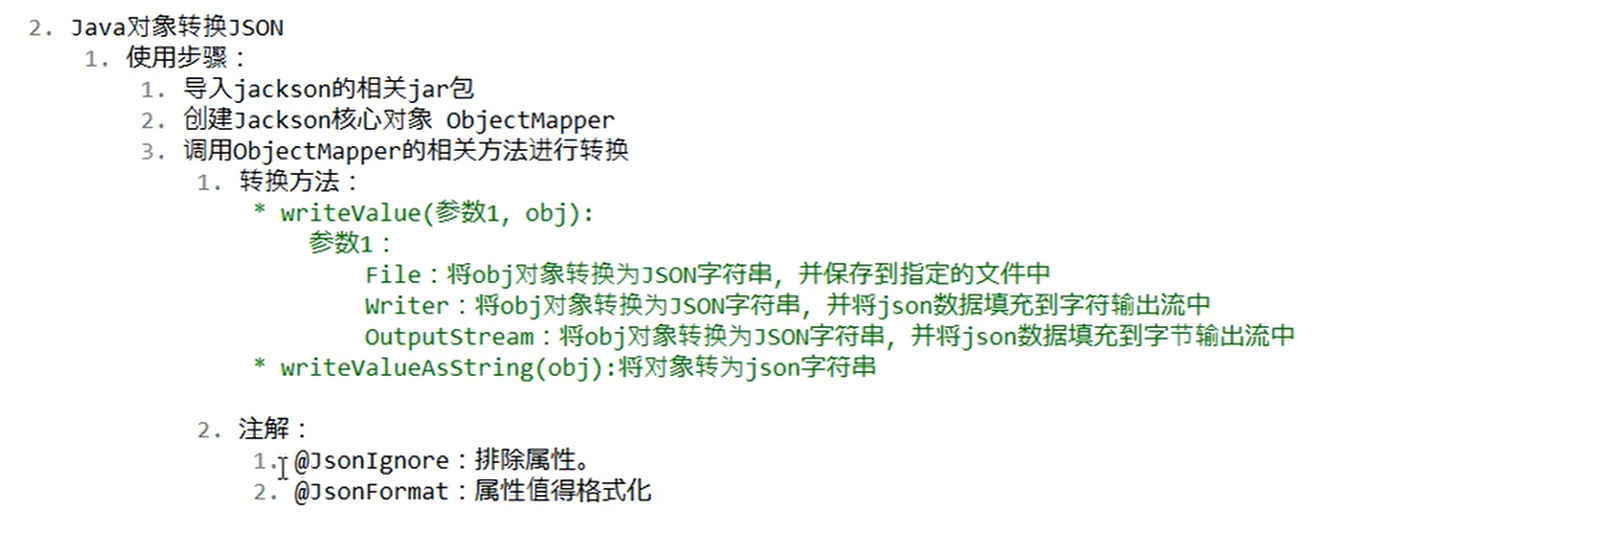 2. Java对象转换JSON
1. 使用步骤：
1. 导入jackson的相关jar包
2. 创建Jackson核心对象 ObjectMapper
3. 调用ObjectMapper的相关方法进行转换
1. 转换方法：
* writeValue(参数1, obj):
参数1：
File：将obj对象转换为JSON字符串，并保存到指定的文件中
Writer：将obj对象转换为JSON字符串，并将json数据填充到字符输出流中
OutputStream：将obj对象转换为JSON字符串，并将json数据填充到字节输出流中
* writeValueAsString(obj):将对象转为json字符串
2. 注解：
1. @JsonIgnore：排除属性。
2. @JsonFormat：属性值得格式化